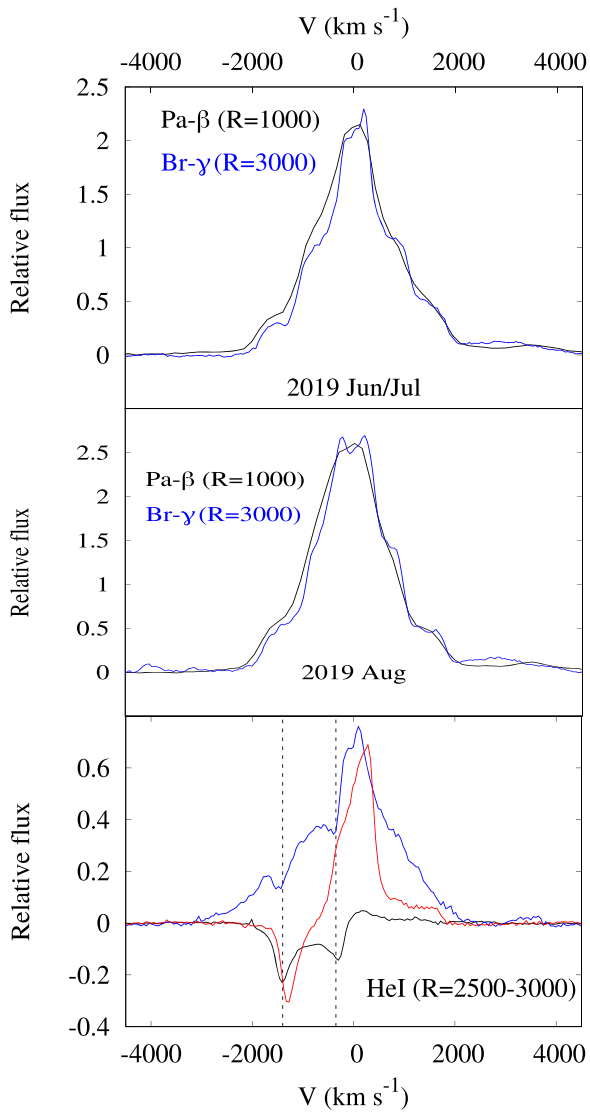 V (km s⁻¹)
-4000 -2000 0 2000 4000
2.5
Pa-β (R=1000)
2
Br-γ (R=3000)
1.5
Relative flux
1
0.5
0
2019 Jun/Jul
2.5
Pa-β (R=1000)
2
Br-γ (R=3000)
1.5
Relative flux
1
0.5
0
2019 Aug
0.6
0.4
Relative flux
0.2
0
-0.2
HeI (R=2500-3000)
-0.4
-4000 -2000 0 2000 4000
V (km s⁻¹)